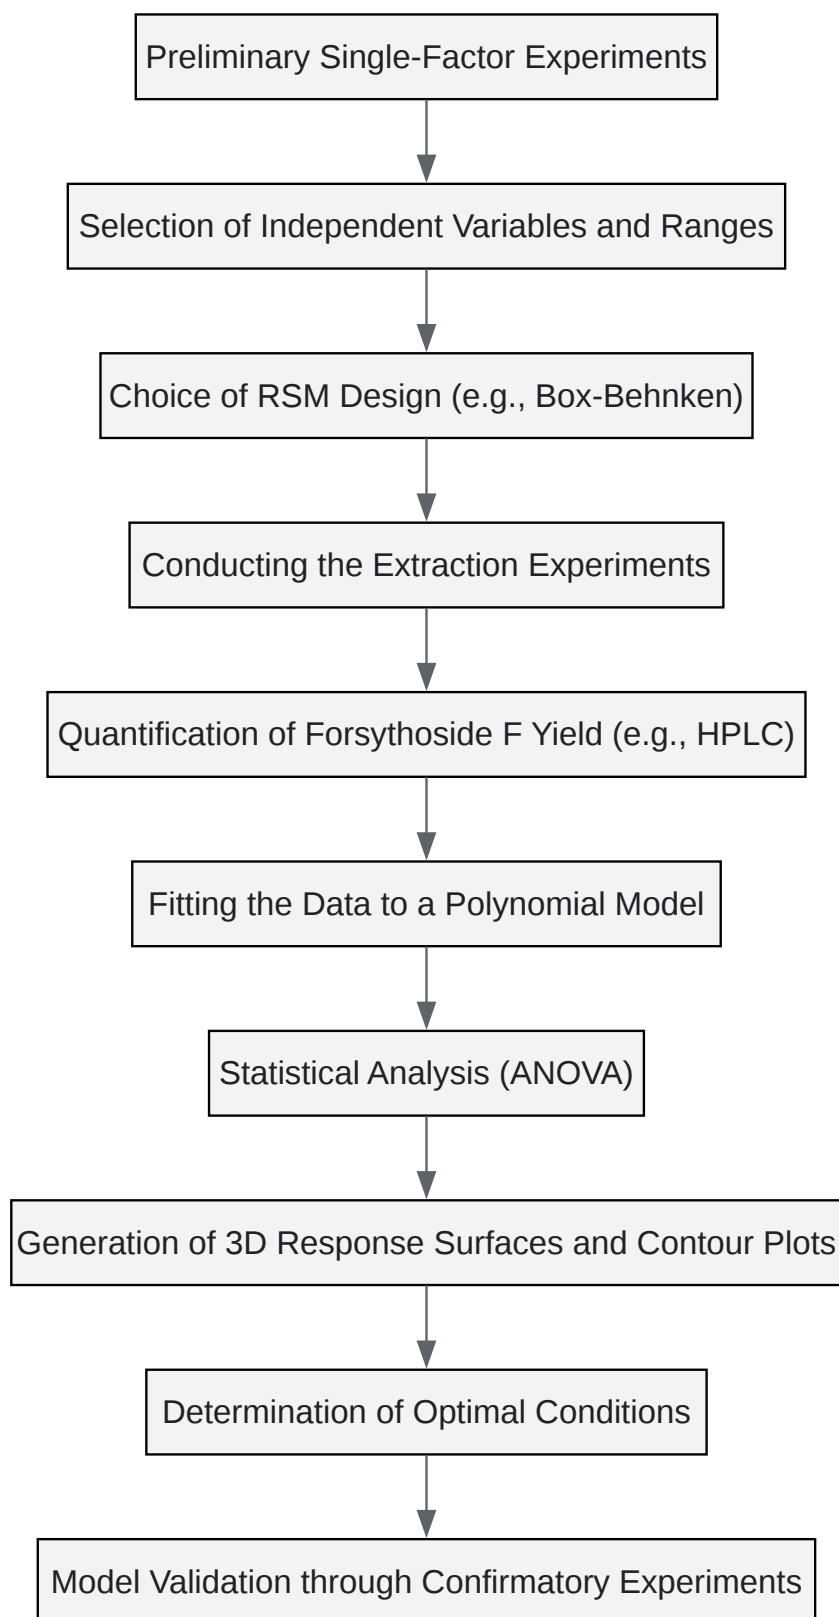 Preliminary Single-Factor Experiments
Selection of Independent Variables and Ranges
Choice of RSM Design (e.g., Box-Behnken)
Conducting the Extraction Experiments
Quantification of Forsythoside F Yield (e.g., HPLC)
Fitting the Data to a Polynomial Model
Statistical Analysis (ANOVA)
Generation of 3D Response Surfaces and Contour Plots
Determination of Optimal Conditions
Model Validation through Confirmatory Experiments